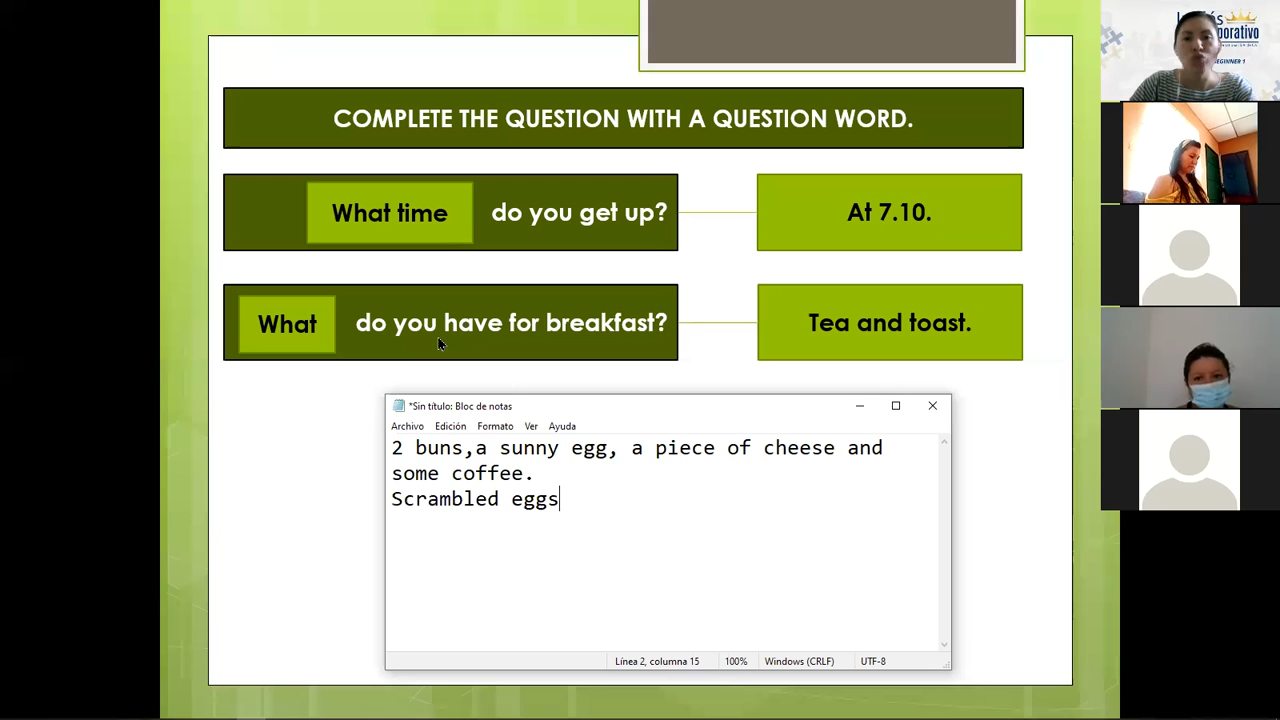 COMPLETE THE QUESTION WITH A QUESTION WORD.
What time do you get up?
At 7.10.
What do you have for breakfast?
Tea and toast.
*Sin título: Bloc de notas
Archivo Edición Formato Ver Ayuda
2 buns,a sunny egg, a piece of cheese and
some coffee.
Scrambled eggs
Línea 2, columna 15 100% Windows (CRLF) UTF-8